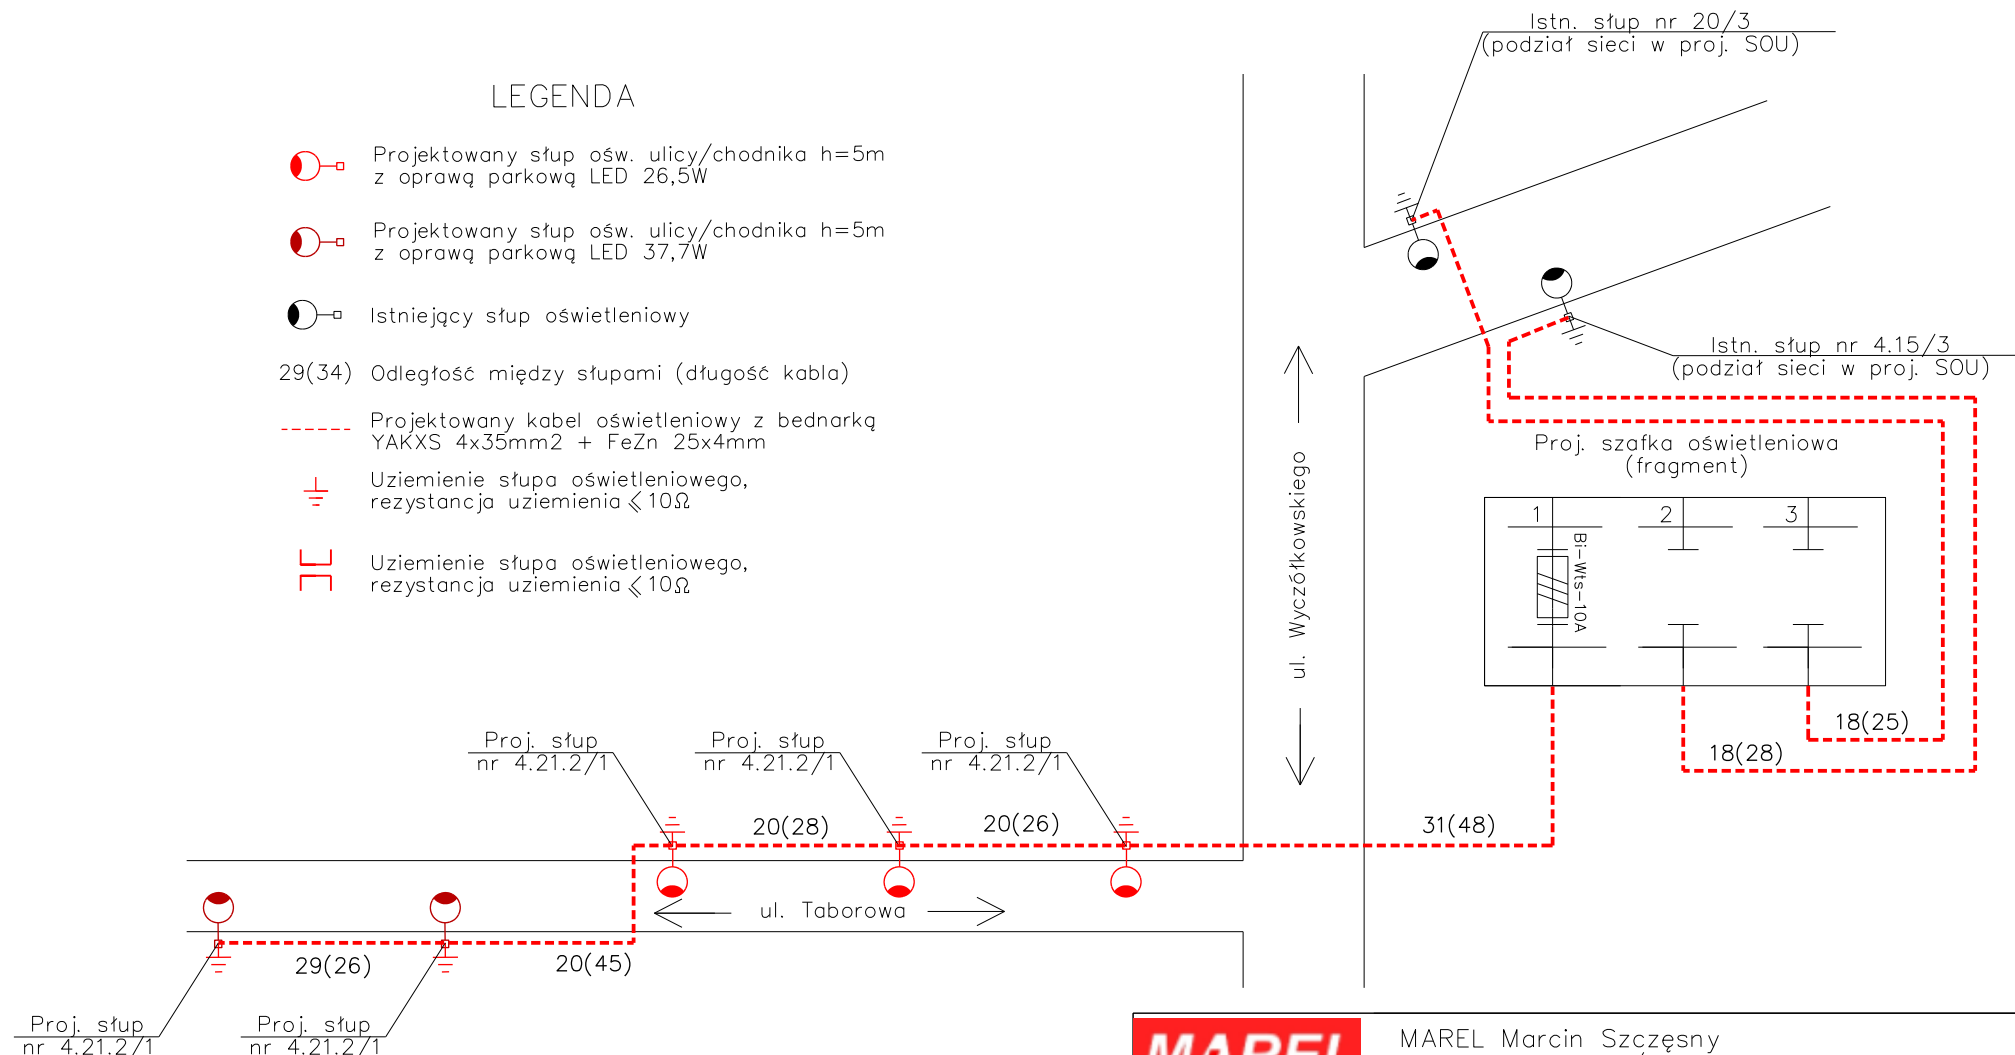 Istn. słup nr 20/3
(podział sieci w proj. SOU)
LEGENDA
Projektowany słup ośw. ulicy/chodnika h=5m
z oprawą parkową LED 26,5W
Projektowany słup ośw. ulicy/chodnika h=5m
z oprawą parkową LED 37,7W
Istniejący słup oświetleniowy
29(34) Odległość między słupami (długość kabla)
Projektowany kabel oświetleniowy z bednarką
YAKXS 4x35mm2 + FeZn 25x4mm
Uziemienie słupa oświetleniowego,
rezystancja uziemienia ⩽10Ω
Uziemienie słupa oświetleniowego,
rezystancja uziemienia ⩽10Ω
Istn. słup nr 4.15/3
(podział sieci w proj. SOU)
ul. Wyczółkowskiego
Proj. szafka oświetleniowa
(fragment)
1
2
3
Bi-Wts-10A
18(25)
18(28)
31(48)
Proj. słup
nr 4.21.2/1
Proj. słup
nr 4.21.2/1
Proj. słup
nr 4.21.2/1
20(28)
20(26)
ul. Taborowa
29(26)
20(45)
Proj. słup
nr 4.21.2/1
Proj. słup
nr 4.21.2/1
MAREL
MAREL Marcin Szczęsny